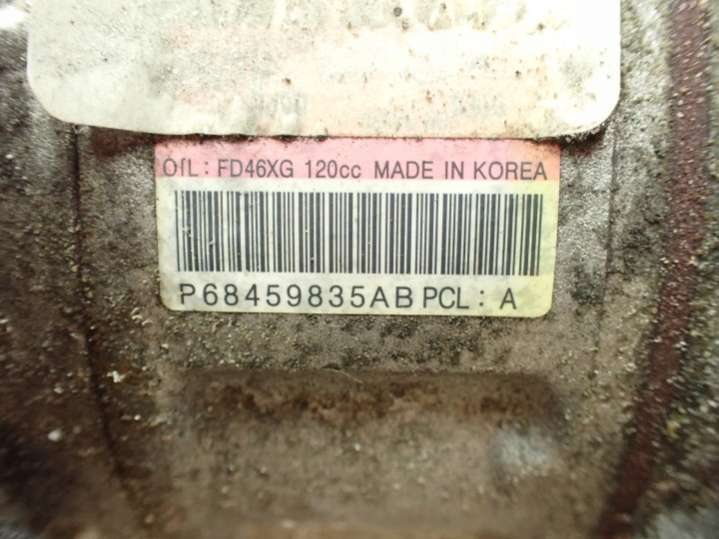 OIL : FD46XG 120cc MADE IN KOREA
P68459835AB PCL : A